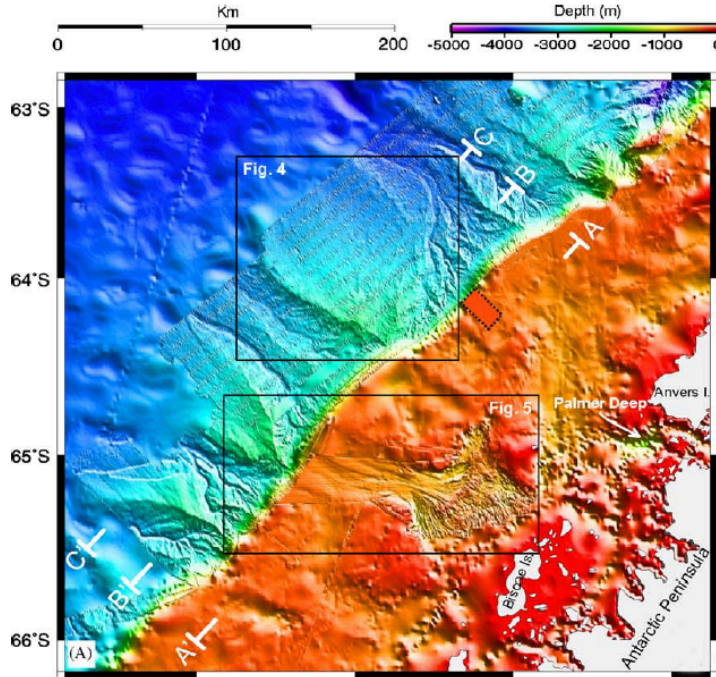 Km
Depth (m)
0
100
200
-5000
-4000
-3000
-2000
-1000
0
63°S
64°S
65°S
66°S
Fig. 4
C
B
A
Fig. 5
Palmer Deep
Anvers I.
Biscoe Isl.
Antarctic Peninsula
C
B
A
(A)